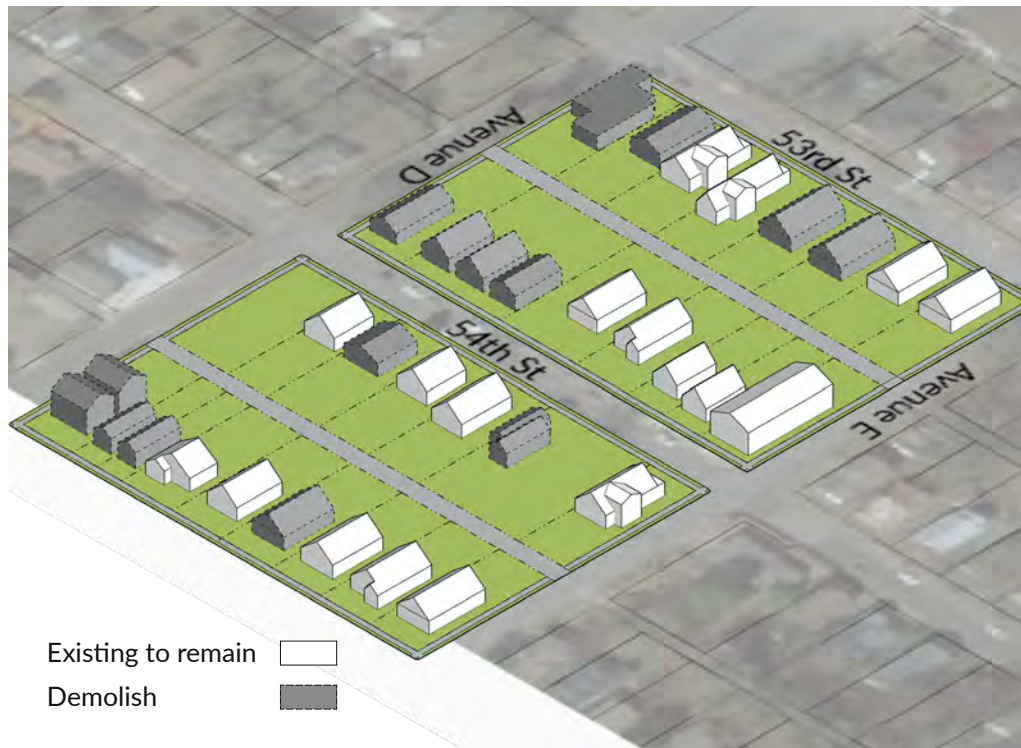 Avenue D
53rd St
54th St
Avenue E
Existing to remain
Demolish